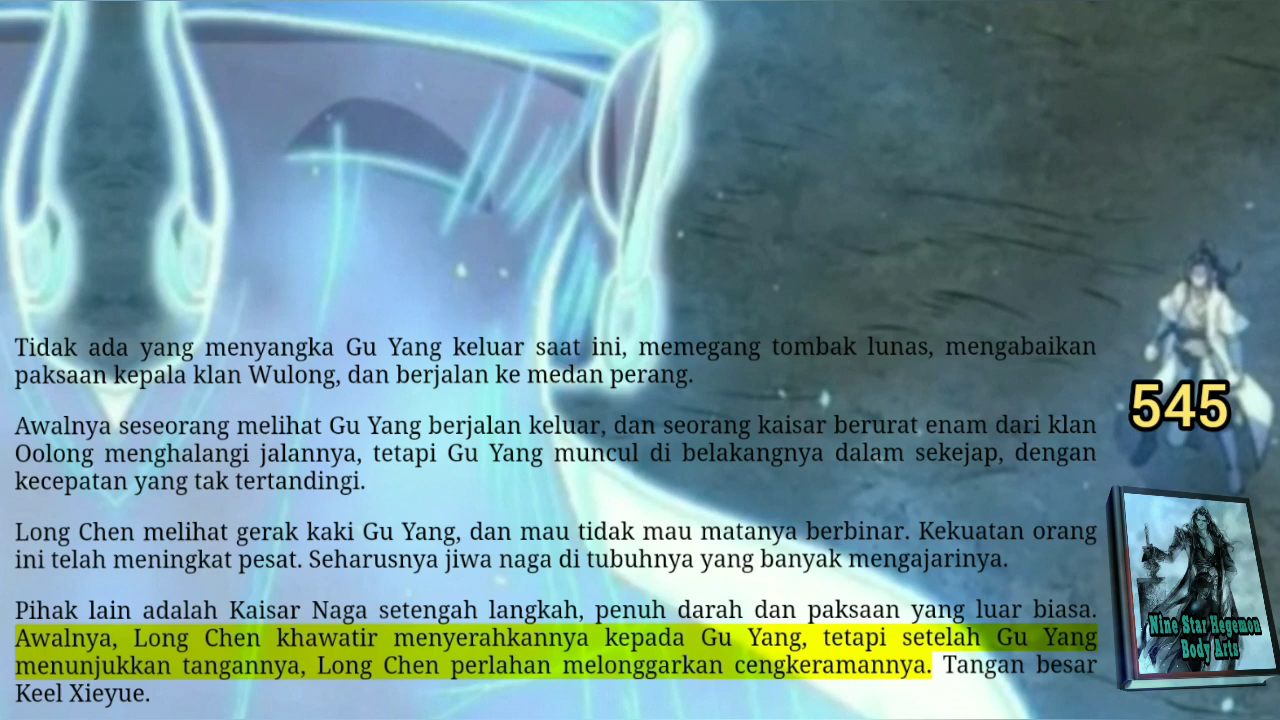 Tidak ada yang menyangka Gu Yang keluar saat ini, memegang tombak lunas, mengabaikan
paksaan kepala klan Wulong, dan berjalan ke medan perang.
Awalnya seseorang melihat Gu Yang berjalan keluar, dan seorang kaisar berurat enam dari klan
Oolong menghalangi jalannya, tetapi Gu Yang muncul di belakangnya dalam sekejap, dengan
kecepatan yang tak tertandingi.
Long Chen melihat gerak kaki Gu Yang, dan mau tidak mau matanya berbinar. Kekuatan orang
ini telah meningkat pesat. Seharusnya jiwa naga di tubuhnya yang banyak mengajarinya.
Pihak lain adalah Kaisar Naga setengah langkah, penuh darah dan paksaan yang luar biasa.
Awalnya, Long Chen khawatir menyerahkannya kepada Gu Yang, tetapi setelah Gu Yang
menunjukkan tangannya, Long Chen perlahan melonggarkan cengkeramannya. Tangan besar
Keel Xieyue.
545
Nine Star Hegemon
Body Arts